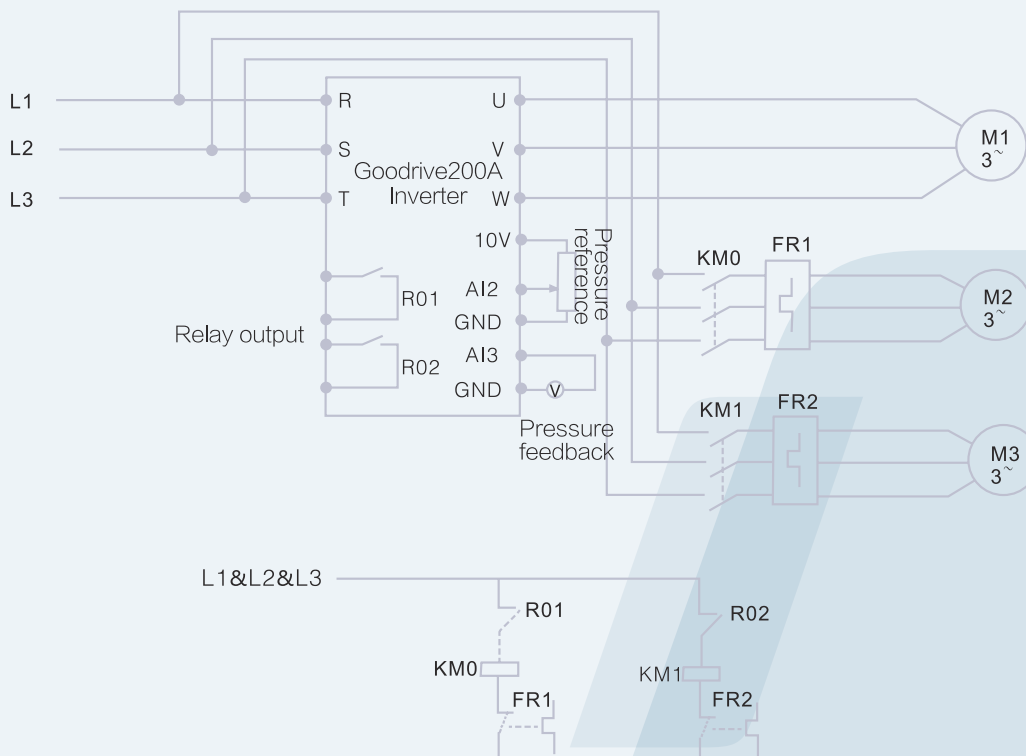 L1
L2
L3
R
S
T
U
V
W
Goodrive200A
Inverter
10V
AI2
GND
AI3
GND
Pressure
reference
V
Pressure
feedback
R01
R02
Relay output
M1
3~
KM0
FR1
M2
3~
KM1
FR2
M3
3~
L1&L2&L3
R01
R02
KM0
KM1
FR1
FR2